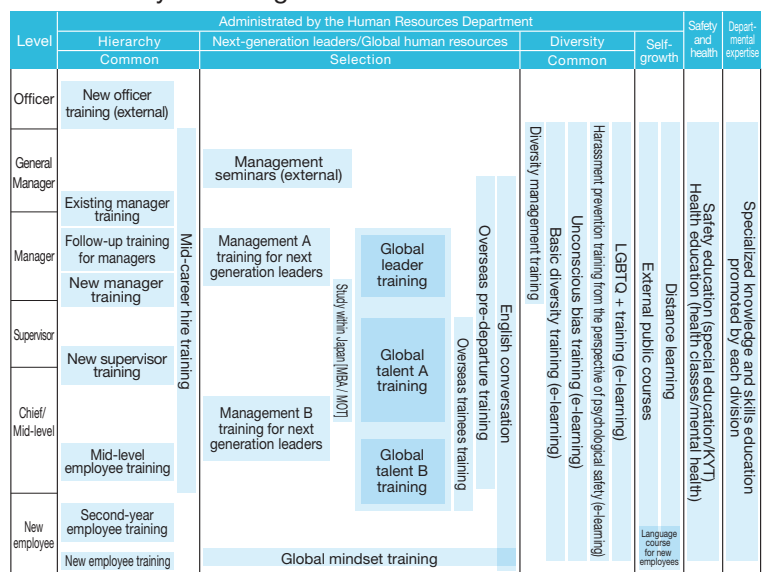 Administrated by the Human Resources Department
Level
Hierarchy
Next-generation leaders/Global human resources
Diversity
Self-
growth
Safety
and
health
Depart-
mental
expertise
Common
Selection
Common
Officer
General
Manager
Manager
Supervisor
Chief/
Mid-level
New
employee
New officer
training (external)
Existing manager
training
Follow-up training
for managers
New manager
training
New supervisor
training
Mid-level
employee training
Second-year
employee training
New employee training
Mid-career hire training
Management
seminars (external)
Management A
training for next
generation leaders
Management B
training for next
generation leaders
Study within Japan [MBA / MOT]
Global
leader
training
Global
talent A
training
Global
talent B
training
Overseas trainees training
Overseas pre-departure training
English conversation
Global mindset training
Diversity management training
Basic diversity training (e-learning)
Unconscious bias training (e-learning)
Harassment prevention training from the perspective of psychological safety (e-learning)
LGBTQ + training (e-learning)
External public courses
Distance learning
Language
course
for new
employees
Safety education (special education/KYT)
Health education (health classes/mental health)
Specialized knowledge and skills education
promoted by each division